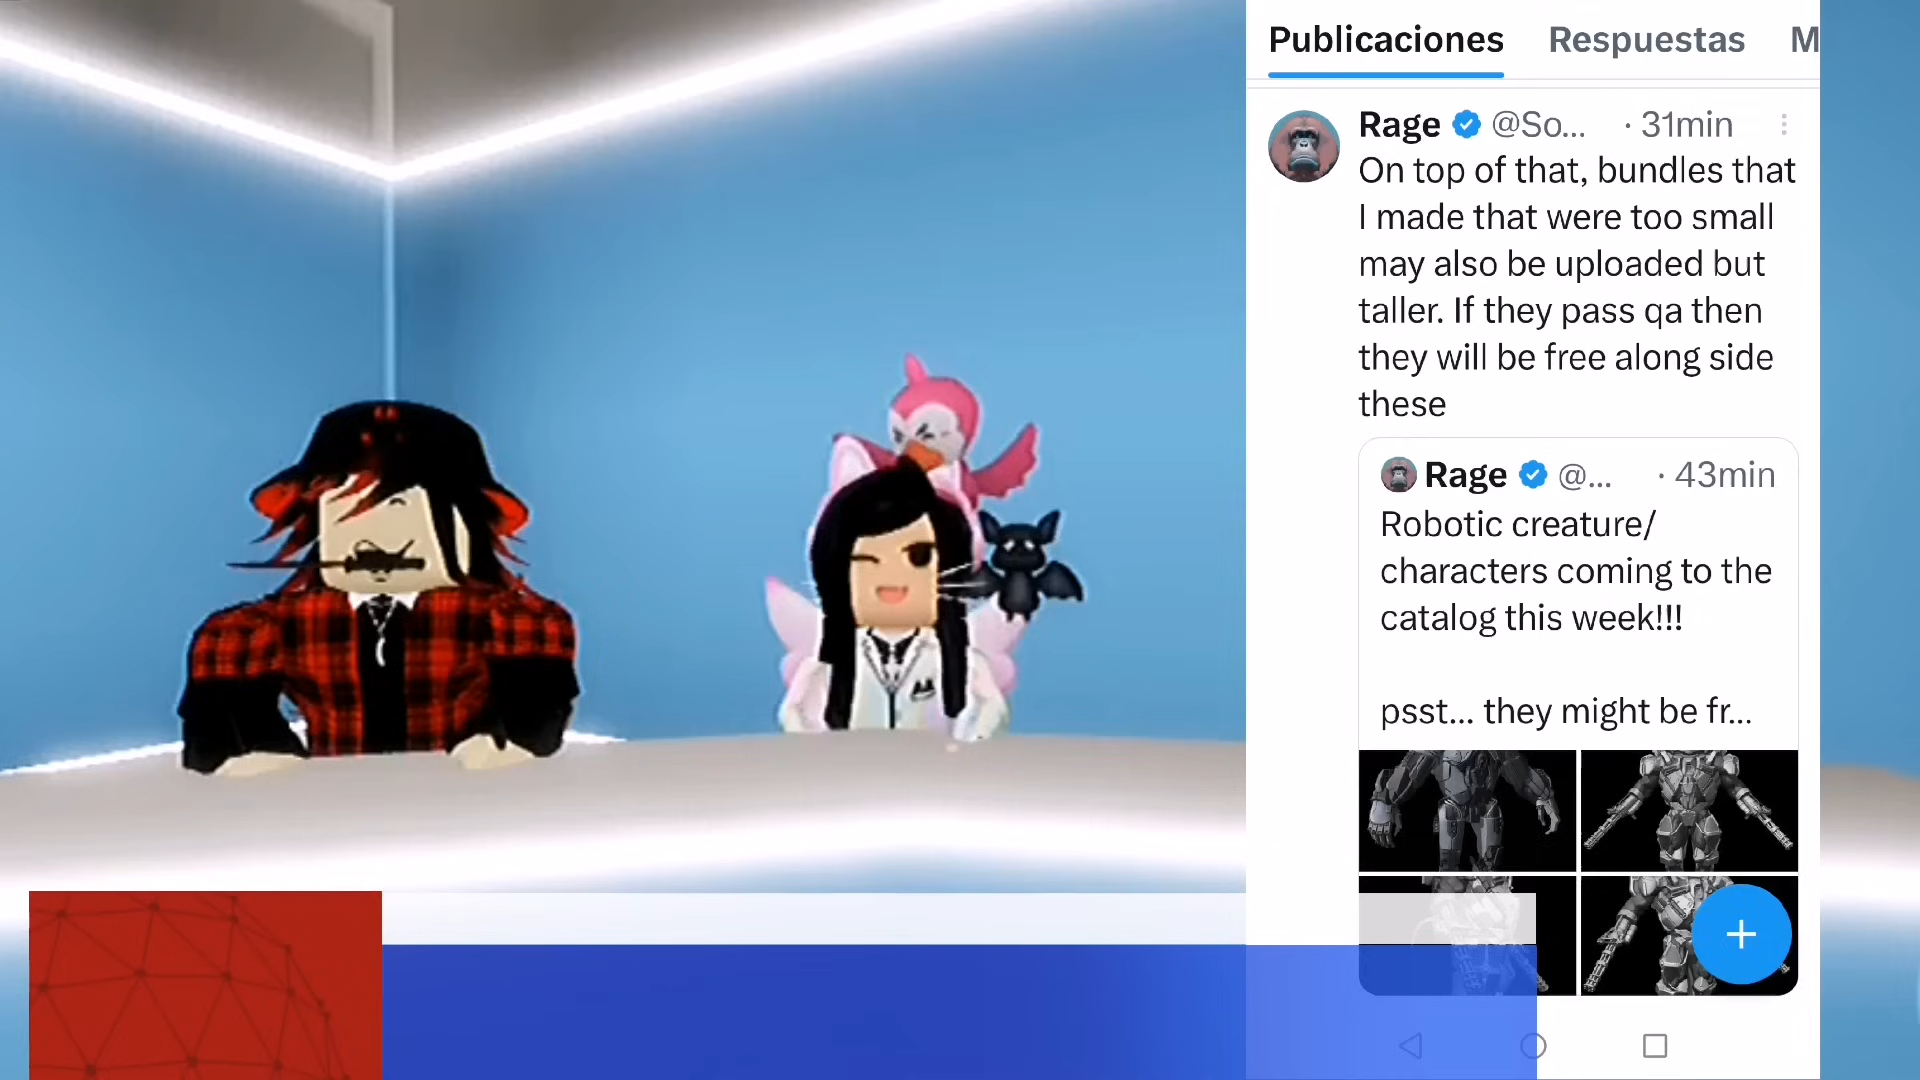 Publicaciones Respuestas M
Rage @So... · 31min
On top of that, bundles that
I made that were too small
may also be uploaded but
taller. If they pass qa then
they will be free along side
these
Rage @... · 43min
Robotic creature/
characters coming to the
catalog this week!!!
psst... they might be fr...